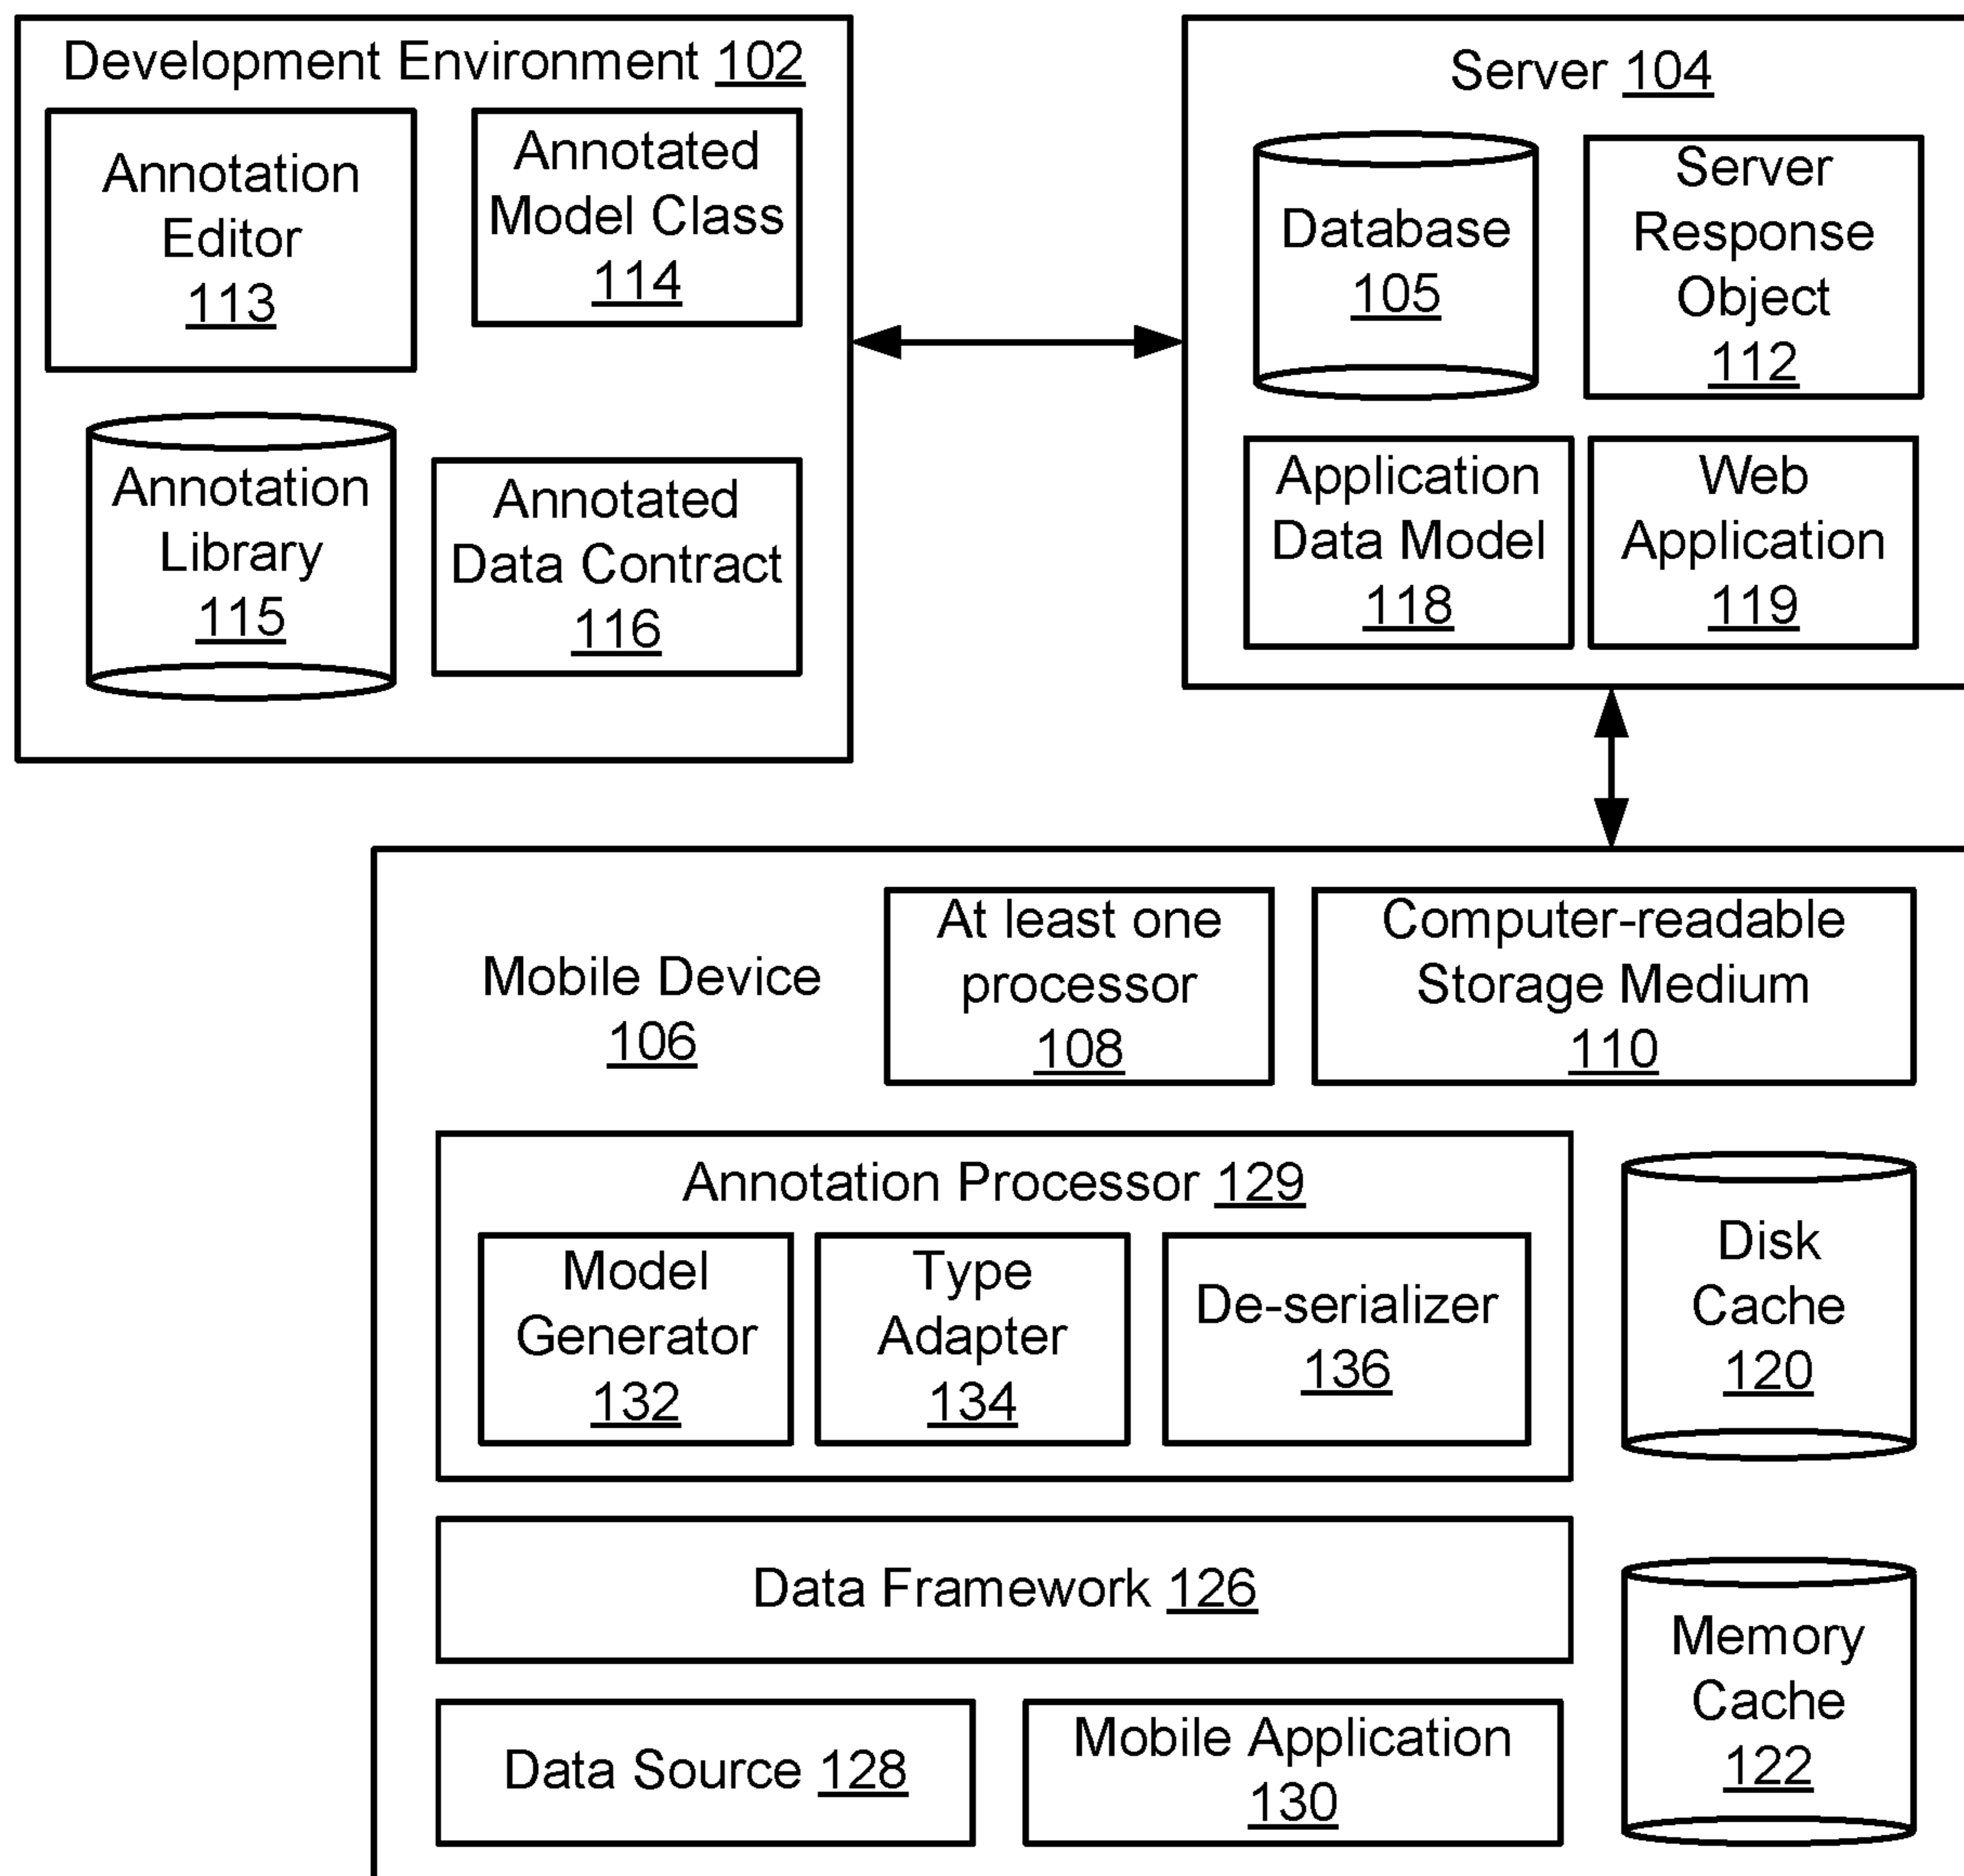 Development Environment 102
Annotation
Editor
113
Annotated
Model Class
114
Annotation
Library
115
Annotated
Data Contract
116
Server 104
Database
105
Server
Response
Object
112
Application
Data Model
118
Web
Application
119
Mobile Device
106
At least one
processor
108
Computer-readable
Storage Medium
110
Annotation Processor 129
Model
Generator
132
Type
Adapter
134
De-serializer
136
Disk
Cache
120
Data Framework 126
Memory
Cache
122
Data Source 128
Mobile Application
130